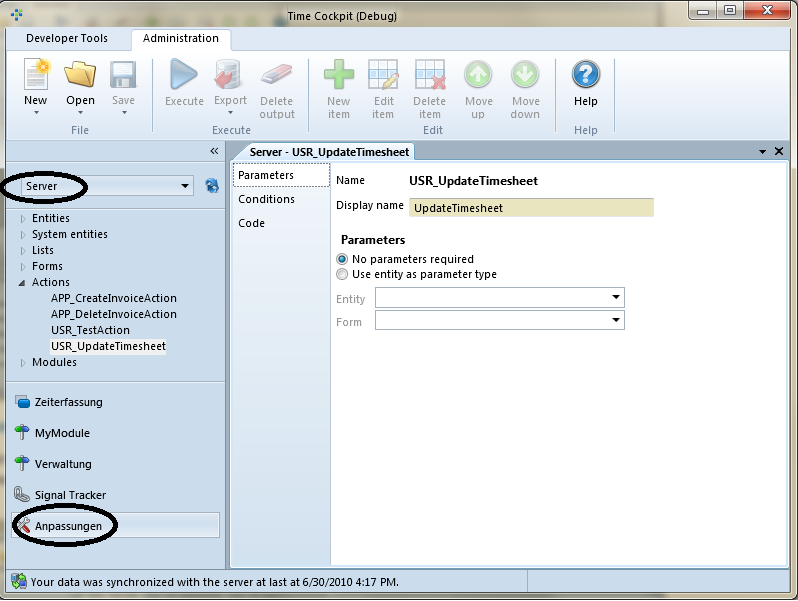 Time Cockpit (Debug)
Developer Tools Administration
New Open Save Execute Export Delete output New item Edit item Delete item Move up Move down Help
File Execute Edit Help
«
Server - USR_UpdateTimesheet
Server
Entities
System entities
Lists
Forms
Actions
APP_CreateInvoiceAction
APP_DeleteInvoiceAction
USR_TestAction
USR_UpdateTimesheet
Modules
Zeiterfassung
MyModule
Verwaltung
Signal Tracker
Anpassungen
Parameters
Conditions
Code
Name USR_UpdateTimesheet
Display name UpdateTimesheet
Parameters
No parameters required
Use entity as parameter type
Entity
Form
Your data was synchronized with the server at last at 6/30/2010 4:17 PM.